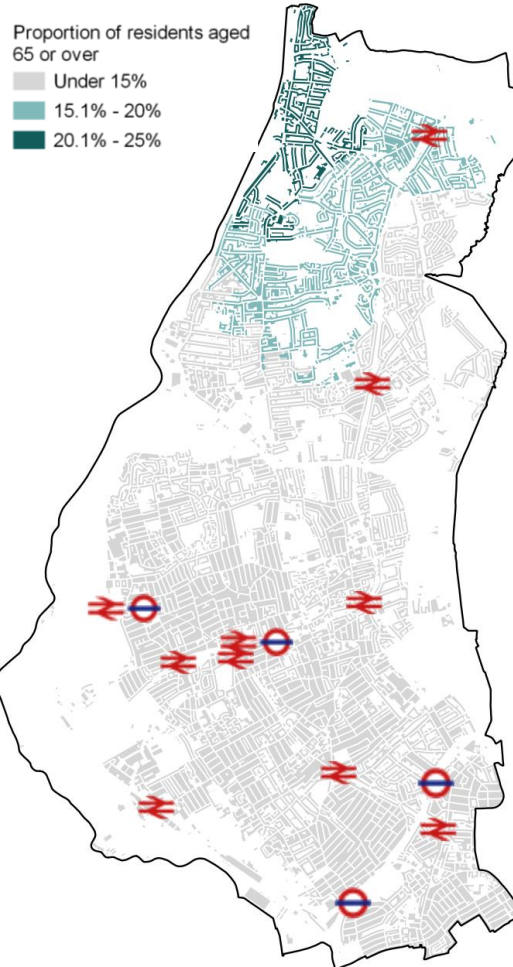 Proportion of residents aged
65 or over
Under 15%
15.1% - 20%
20.1% - 25%